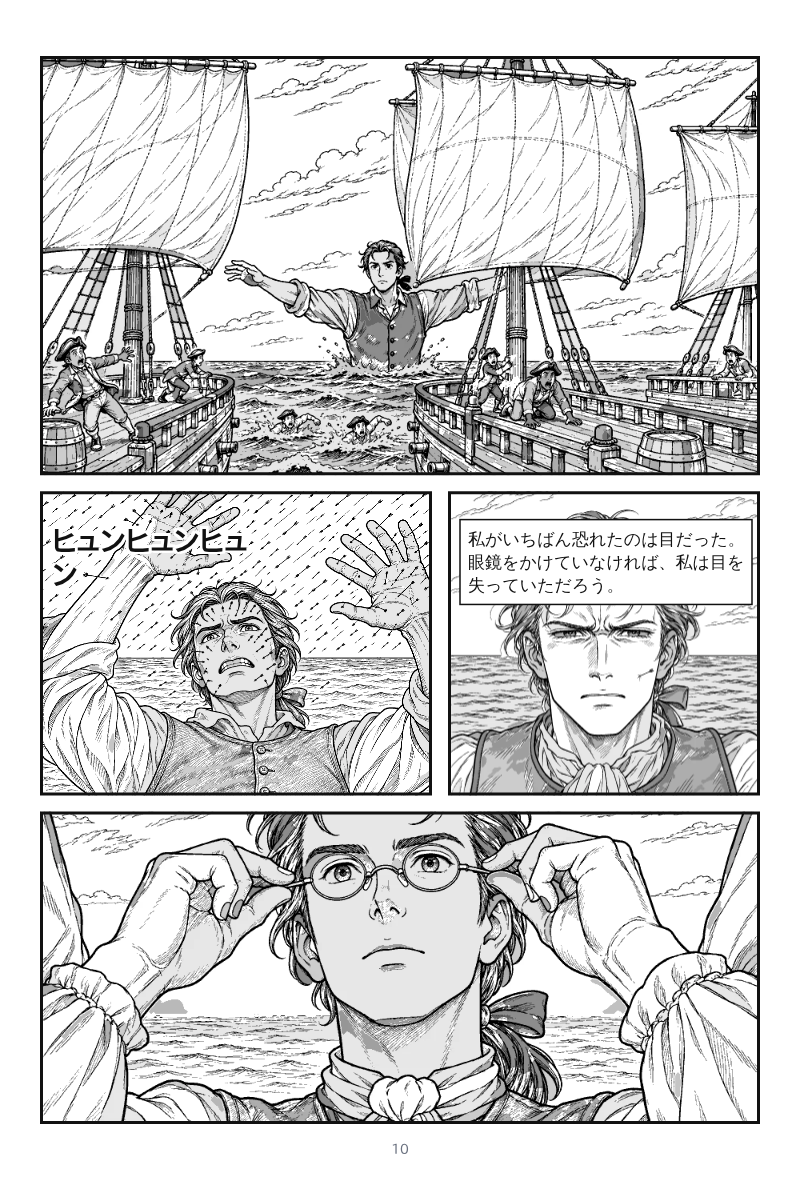 ヒュンヒュンヒュ
ン
私がいちばん恐れたのは目だった。
眼鏡をかけていなければ、私は目を
失っていただろう。
10